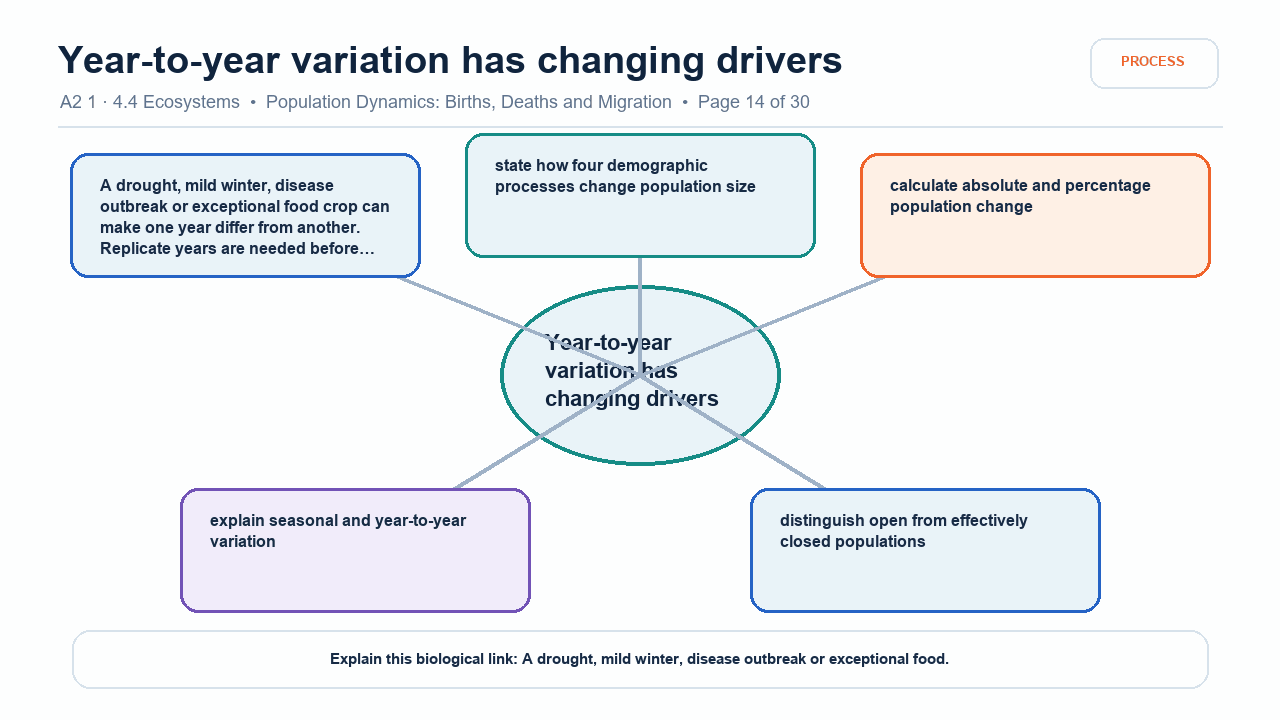 Year-to-year variation has changing drivers
PROCESS
A2 1 · 4.4 Ecosystems • Population Dynamics: Births, Deaths and Migration • Page 14 of 30
A drought, mild winter, disease
outbreak or exceptional food crop can
make one year differ from another.
Replicate years are needed before…
state how four demographic
processes change population size
calculate absolute and percentage
population change
Year-to-year
variation has
changing drivers
explain seasonal and year-to-year
variation
distinguish open from effectively
closed populations
Explain this biological link: A drought, mild winter, disease outbreak or exceptional food.